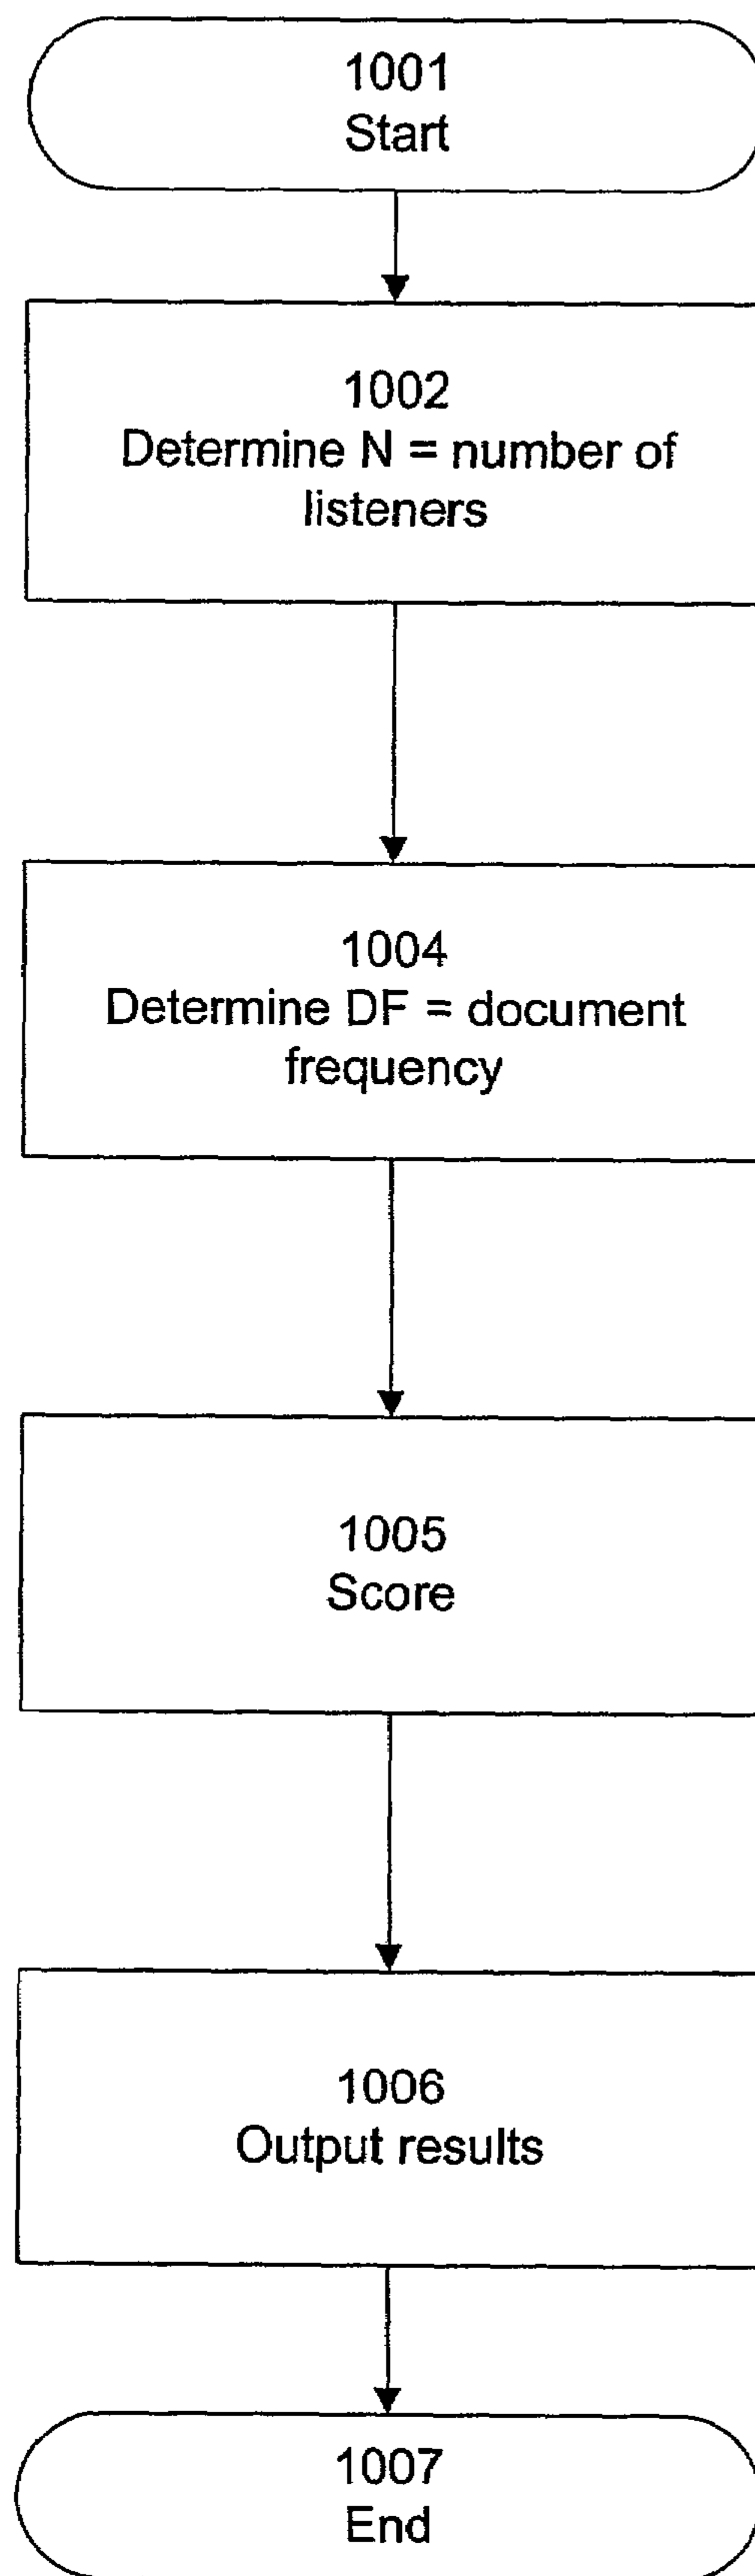 1001
Start
1002
Determine N = number of
listeners
1004
Determine DF = document
frequency
1005
Score
1006
Output results
1007
End